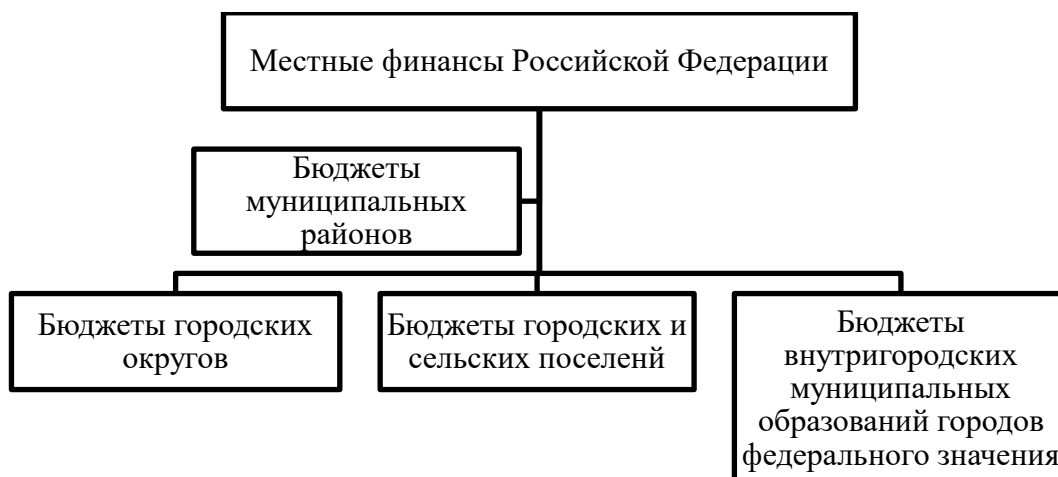 Местные финансы Российской Федерации
Бюджеты
муниципальных
районов
Бюджеты городских
округов
Бюджеты городских и
сельских поселенй
Бюджеты
внутригородских
муниципальных
образований городов
федерального значения